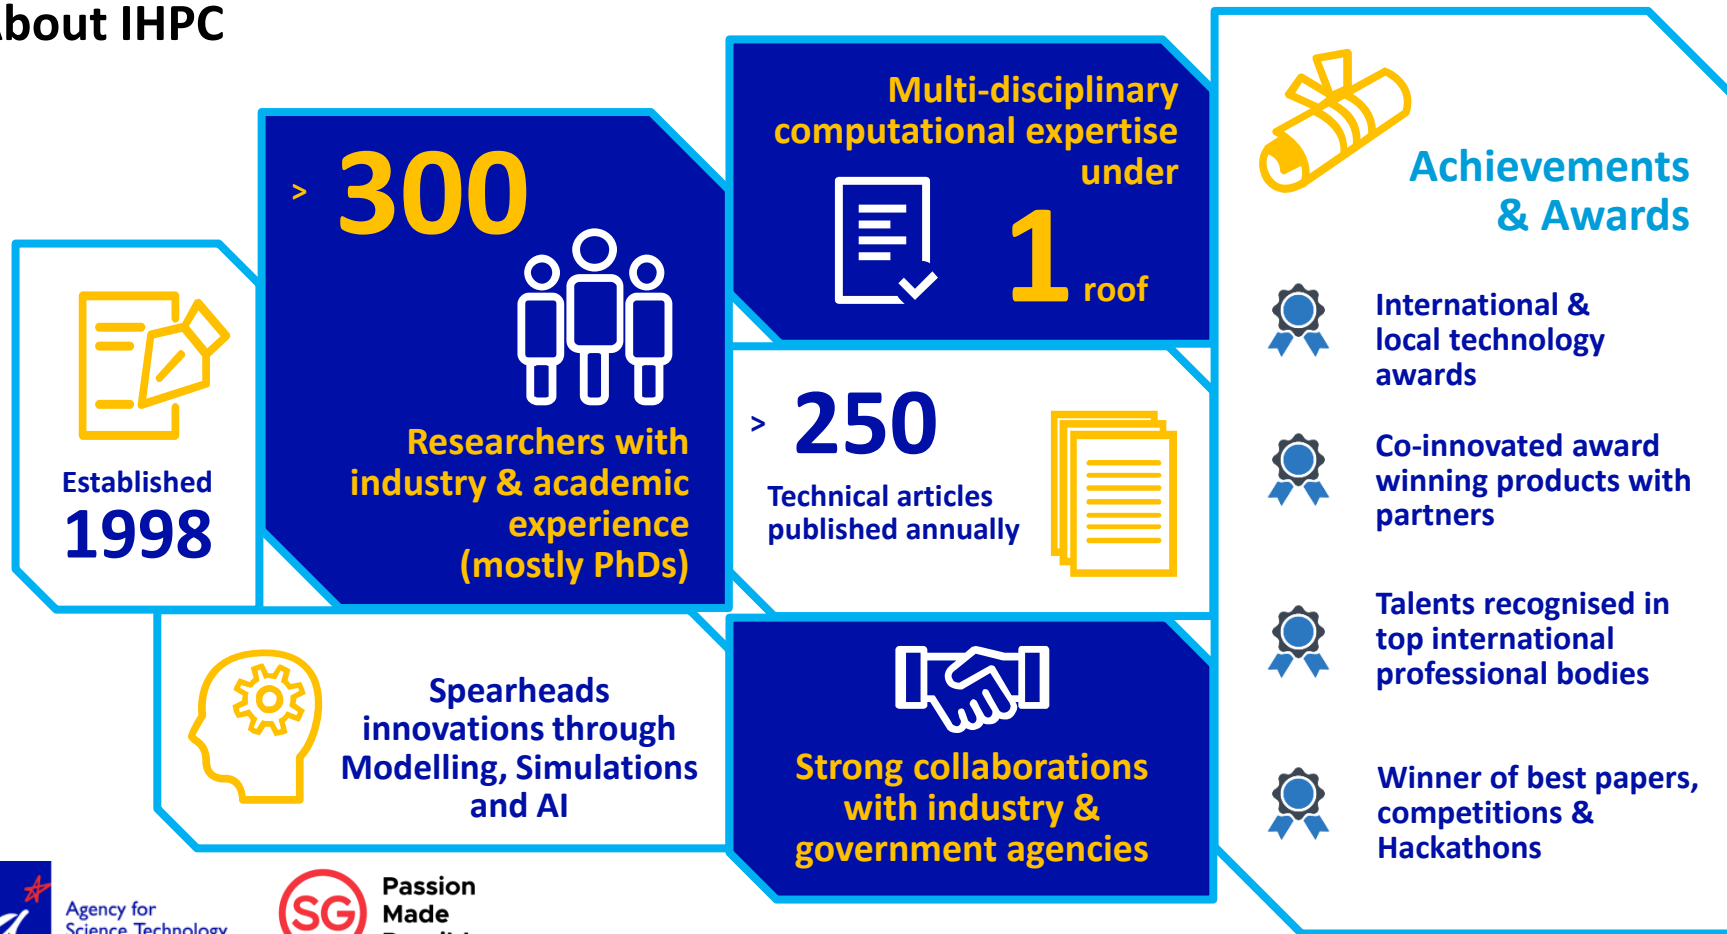 About IHPC
Established
1998
> 300
Researchers with
industry & academic
experience
(mostly PhDs)
Multi-disciplinary
computational expertise
under
1 roof
> 250
Technical articles
published annually
Spearheads
innovations through
Modelling, Simulations
and AI
Strong collaborations
with industry &
government agencies
Achievements
& Awards
International &
local technology
awards
Co-innovated award
winning products with
partners
Talents recognised in
top international
professional bodies
Winner of best papers,
competitions &
Hackathons
Agency for
Science, Technology
SG
Passion
Made